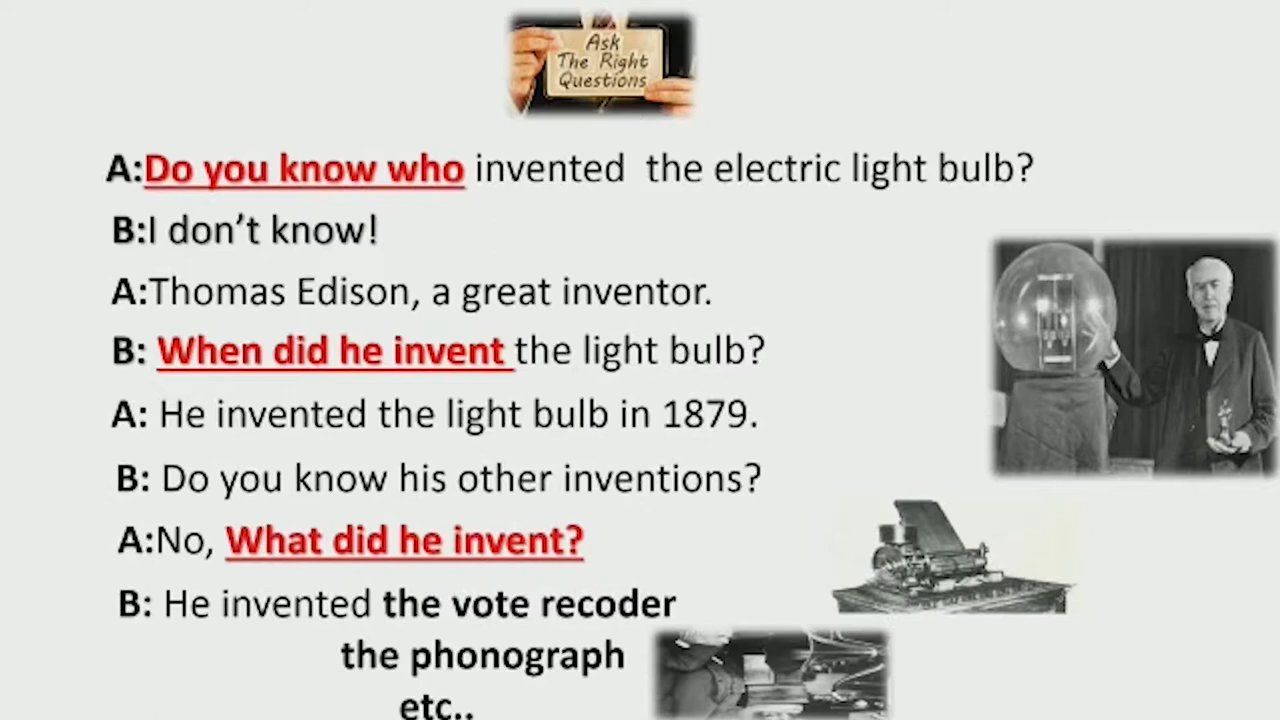 Ask
The Right
Questions
A:Do you know who invented the electric light bulb?
B:I don’t know!
A:Thomas Edison, a great inventor.
B: When did he invent the light bulb?
A: He invented the light bulb in 1879.
B: Do you know his other inventions?
A:No, What did he invent?
B: He invented the vote recoder
the phonograph
etc..